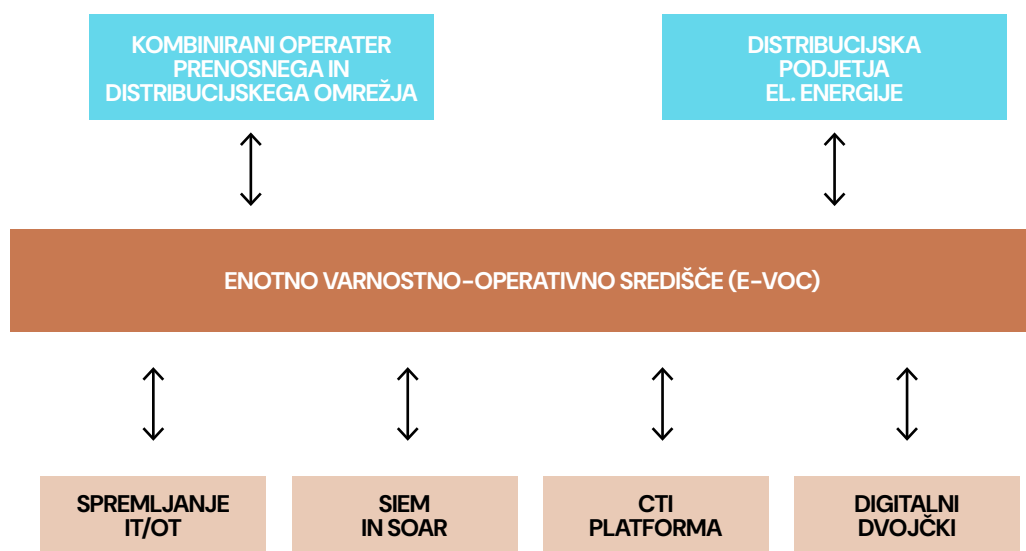 KOMBINIRANI OPERATER
PRENOSNEGA IN
DISTRIBUCIJSKEGA OMREŽJA
DISTRIBUCIJSKA
PODJETJA
EL. ENERGIJE
ENOTNO VARNOSTNO-OPERATIVNO SREDIŠČE (E-VOC)
SPREMLJANJE
IT/OT
SIEM
IN SOAR
CTI
PLATFORMA
DIGITALNI
DVOJČKI